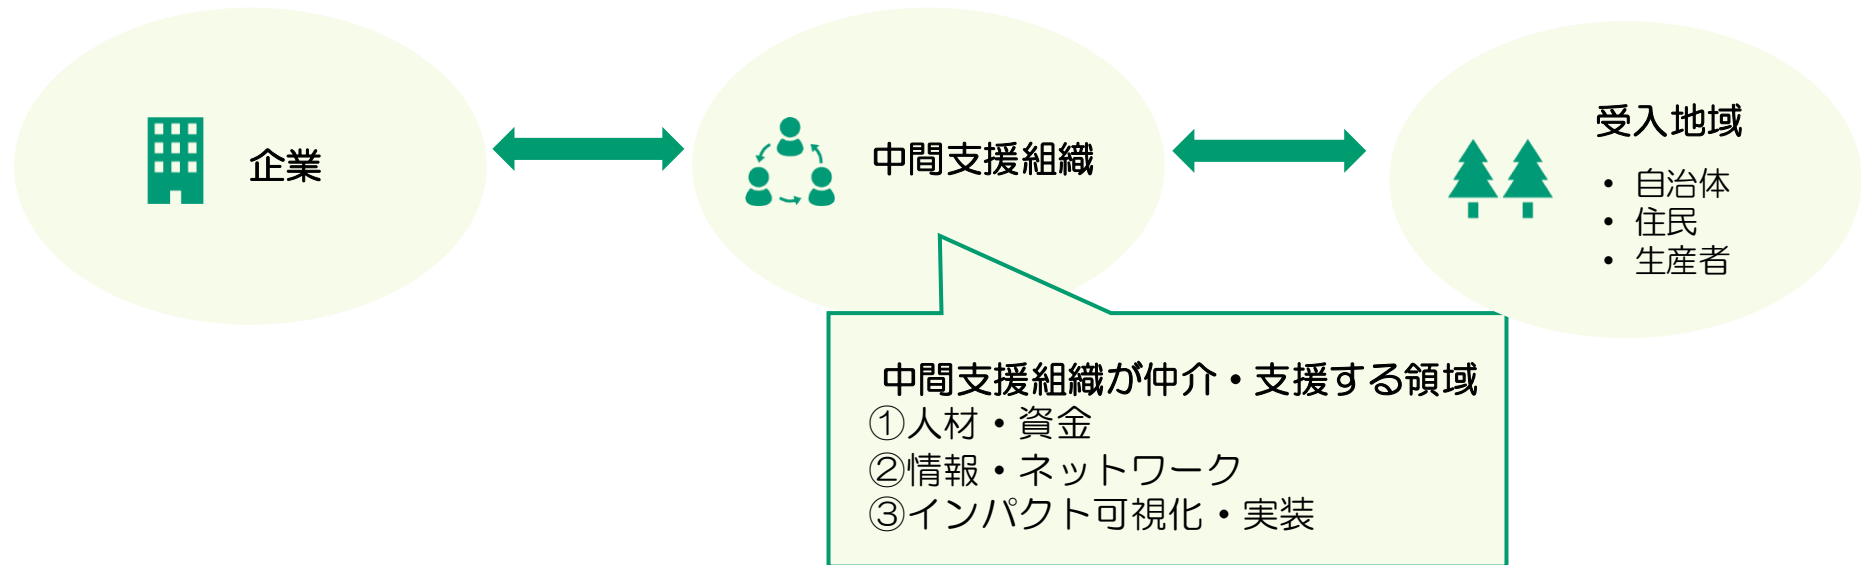 企業
中間支援組織
受入地域
• 自治体
• 住民
• 生産者
中間支援組織が仲介・支援する領域
①人材・資金
②情報・ネットワーク
③インパクト可視化・実装